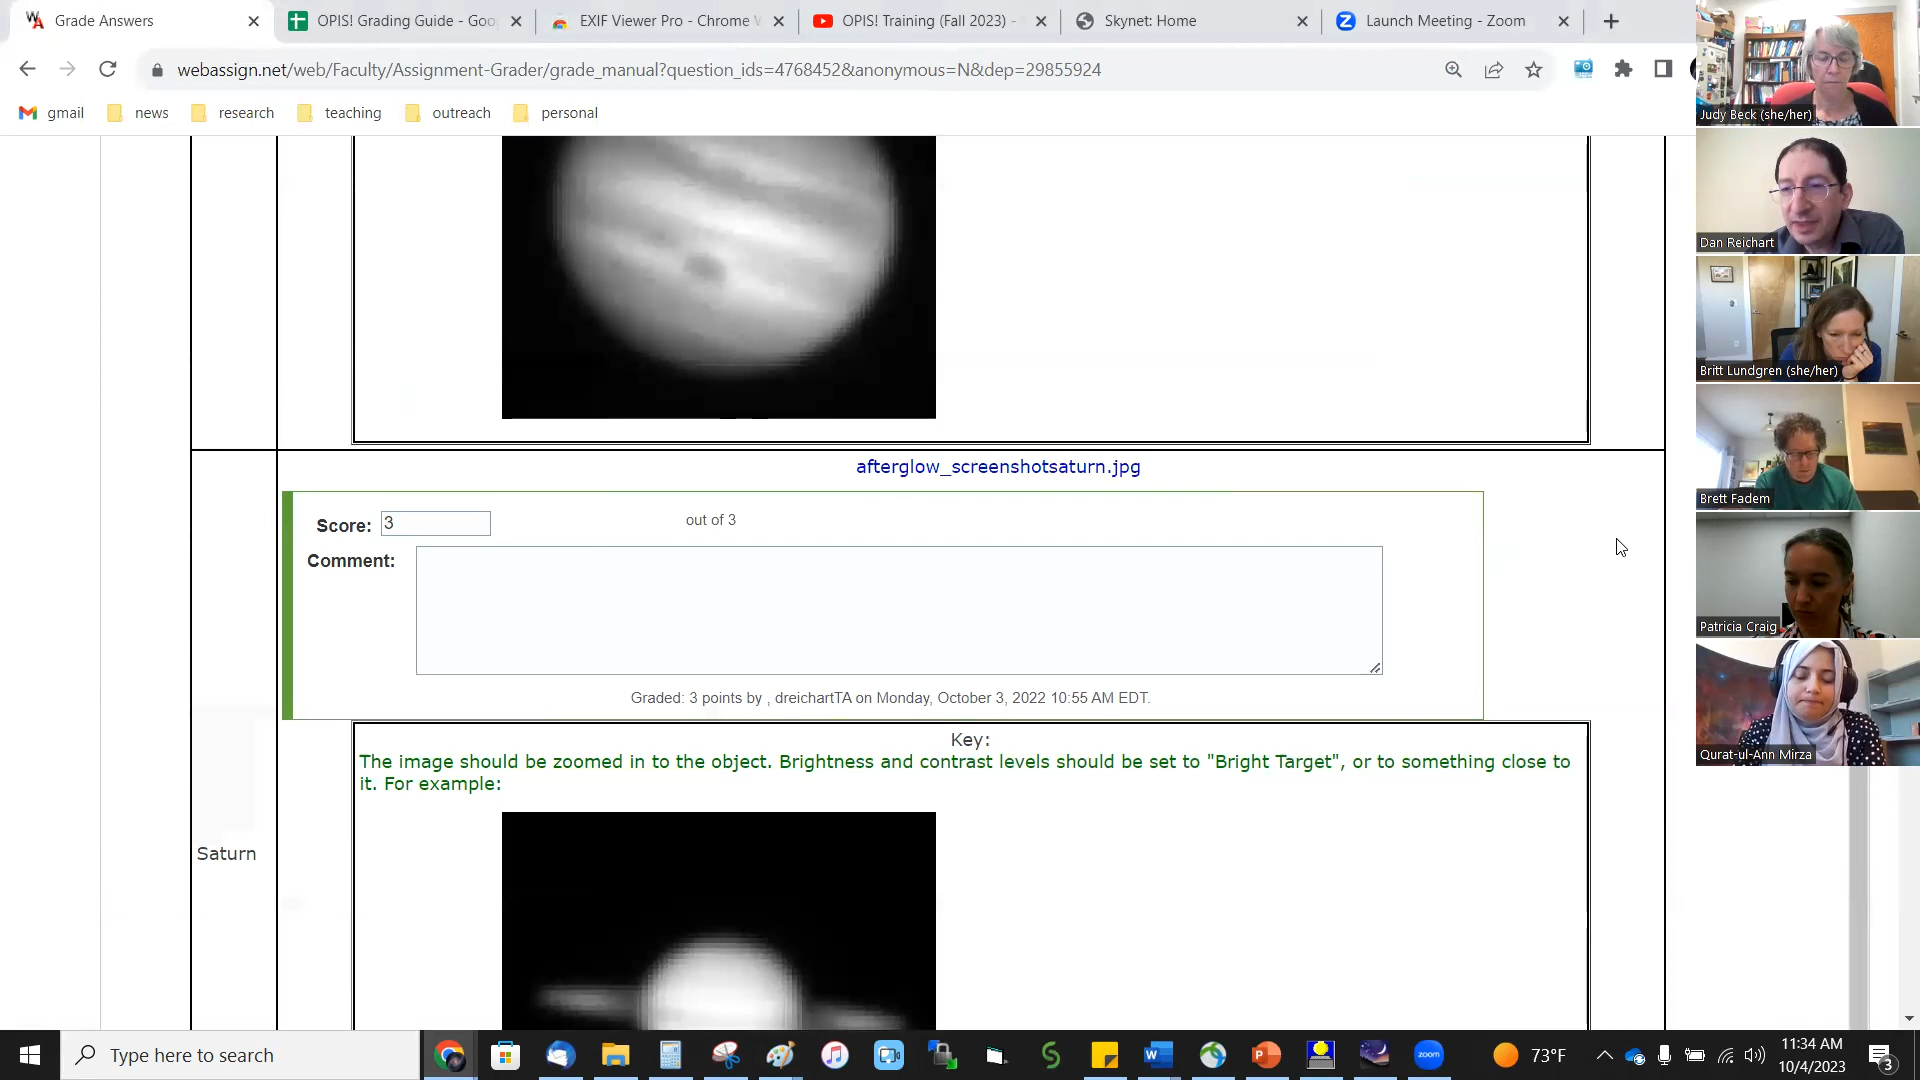 Grade Answers
OPIS! Grading Guide - Goo
EXIF Viewer Pro - Chrome W
OPIS! Training (Fall 2023) -
Skynet: Home
Launch Meeting - Zoom
webassign.net/web/Faculty/Assignment-Grader/grade_manual?question_ids=4768452&anonymous=N&dep=29855924
gmail news research teaching outreach personal
Judy Beck (she/her)
Dan Reichart
Britt Lundgren (she/her)
Brett Fadem
Patricia Craig
Qurat-ul-Ann Mirza
afterglow_screenshotsaturn.jpg
Score: 3 out of 3
Comment:
Graded: 3 points by , dreichartTA on Monday, October 3, 2022 10:55 AM EDT.
Key:
The image should be zoomed in to the object. Brightness and contrast levels should be set to "Bright Target", or to something close to
it. For example:
Saturn
Type here to search
zoom
73°F
11:34 AM
10/4/2023
3